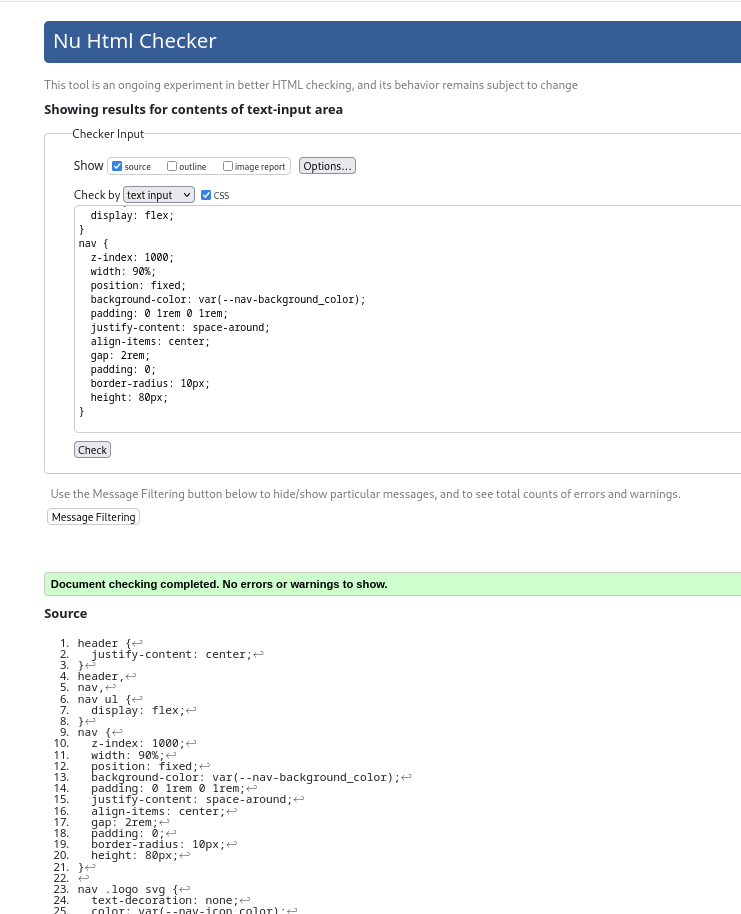 Nu Html Checker
This tool is an ongoing experiment in better HTML checking, and its behavior remains subject to change
Showing results for contents of text-input area
Checker Input
Show source outline image report Options...
Check by text input CSS
display: flex;
}
nav {
z-index: 1000;
width: 90%;
position: fixed;
background-color: var(--nav-background_color);
padding: 0 1rem 0 1rem;
justify-content: space-around;
align-items: center;
gap: 2rem;
padding: 0;
border-radius: 10px;
height: 80px;
}
Check
Use the Message Filtering button below to hide/show particular messages, and to see total counts of errors and warnings.
Message Filtering
Document checking completed. No errors or warnings to show.
Source
1. header {↩
2. justify-content: center;↩
3. }↩
4. header,↩
5. nav,↩
6. nav ul {↩
7. display: flex;↩
8. }↩
9. nav {↩
10. z-index: 1000;↩
11. width: 90%;↩
12. position: fixed;↩
13. background-color: var(--nav-background_color);↩
14. padding: 0 1rem 0 1rem;↩
15. justify-content: space-around;↩
16. align-items: center;↩
17. gap: 2rem;↩
18. padding: 0;↩
19. border-radius: 10px;↩
20. height: 80px;↩
21. }↩
22. ↩
23. nav .logo svg {↩
24. text-decoration: none;↩
25. color: var(--nav-icon_color);↩